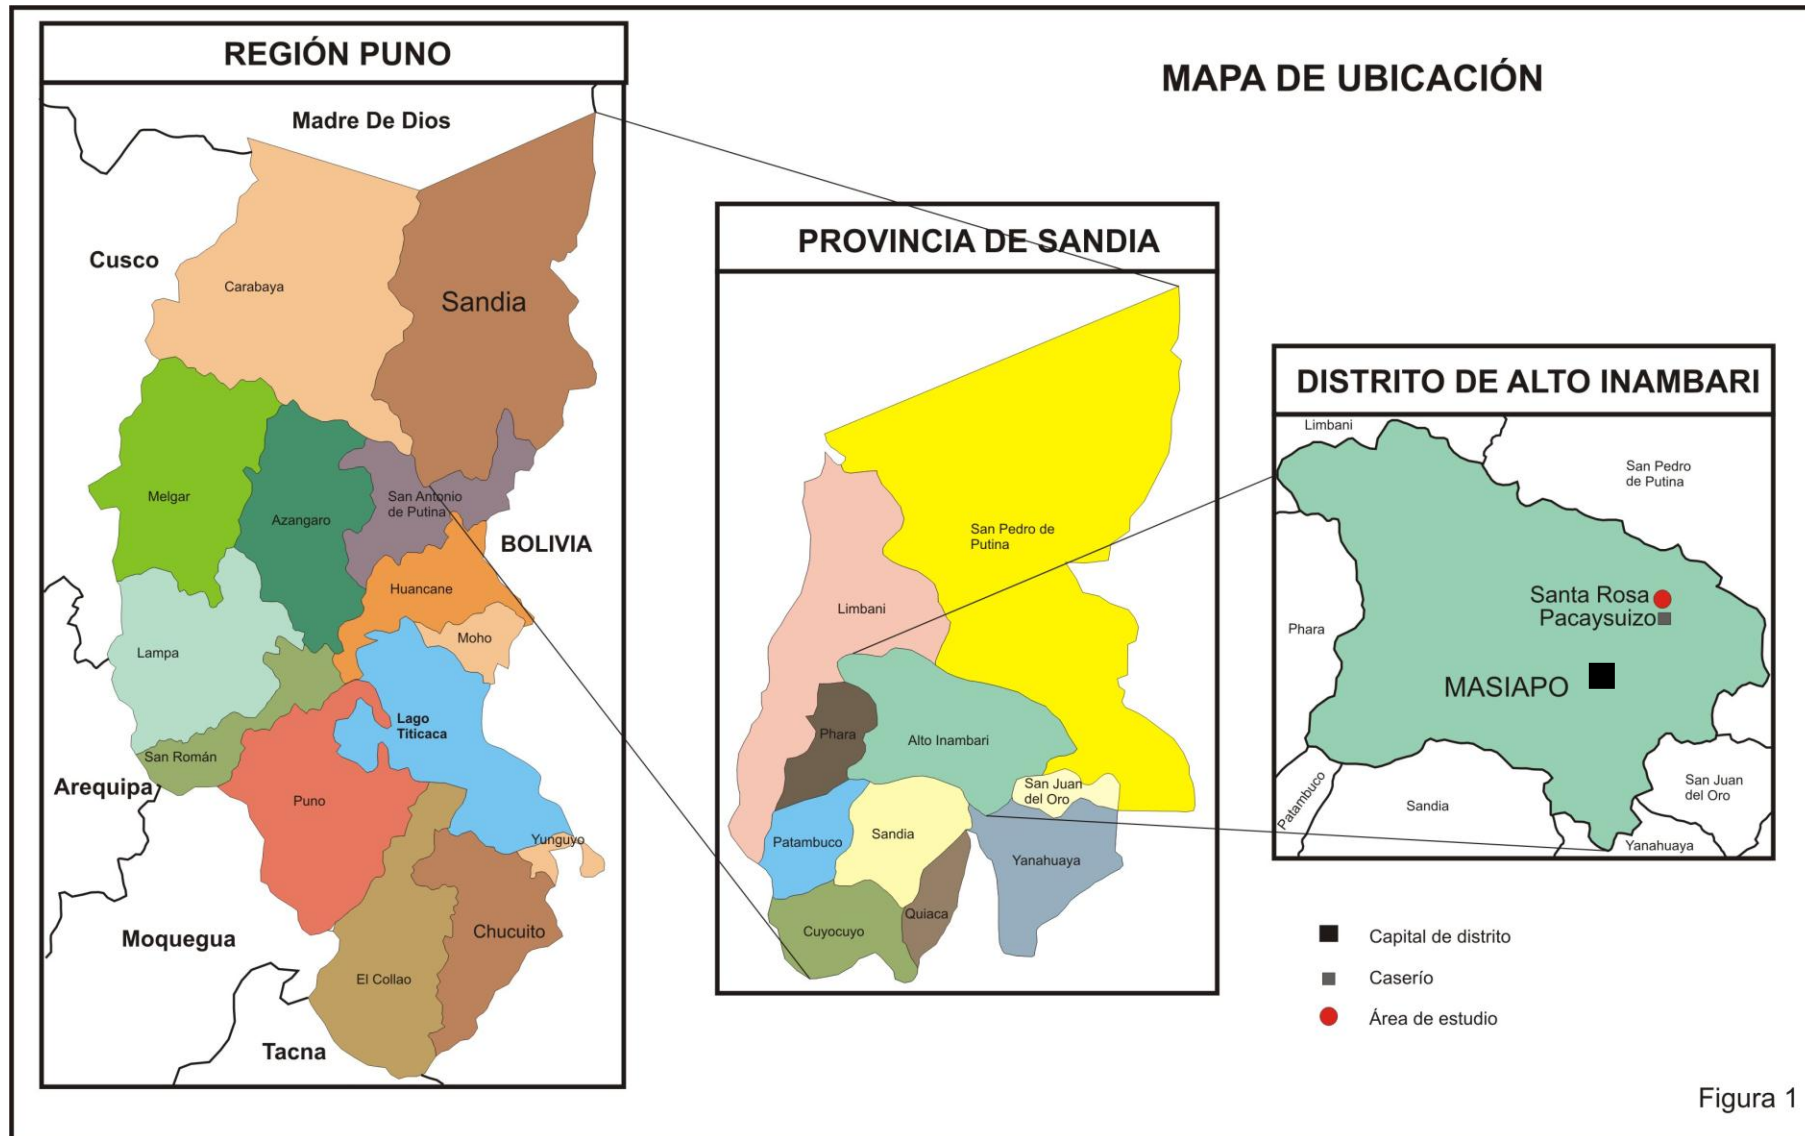 REGIÓN PUNO
MAPA DE UBICACIÓN
Madre De Dios
Cusco
Carabaya
Sandia
Melgar
Azangaro
San Antonio
de Putina
BOLIVIA
Huancane
Moho
Lampa
Lago
Titicaca
San Román
Arequipa
Puno
Yunguyo
Chucuito
Moquegua
El Collao
Tacna
PROVINCIA DE SANDIA
San Pedro de
Putina
Limbani
Phara
Alto Inambari
San Juan
del Oro
Patambuco
Sandia
Yanahuaya
Quiaca
Cuyocuyo
DISTRITO DE ALTO INAMBARI
Limbani
San Pedro
de Putina
Santa Rosa
Pacaysuizo
Phara
MASIAPO
San Juan
del Oro
Patambuco
Sandia
Yanahuaya
Capital de distrito
Caserío
Área de estudio
Figura 1